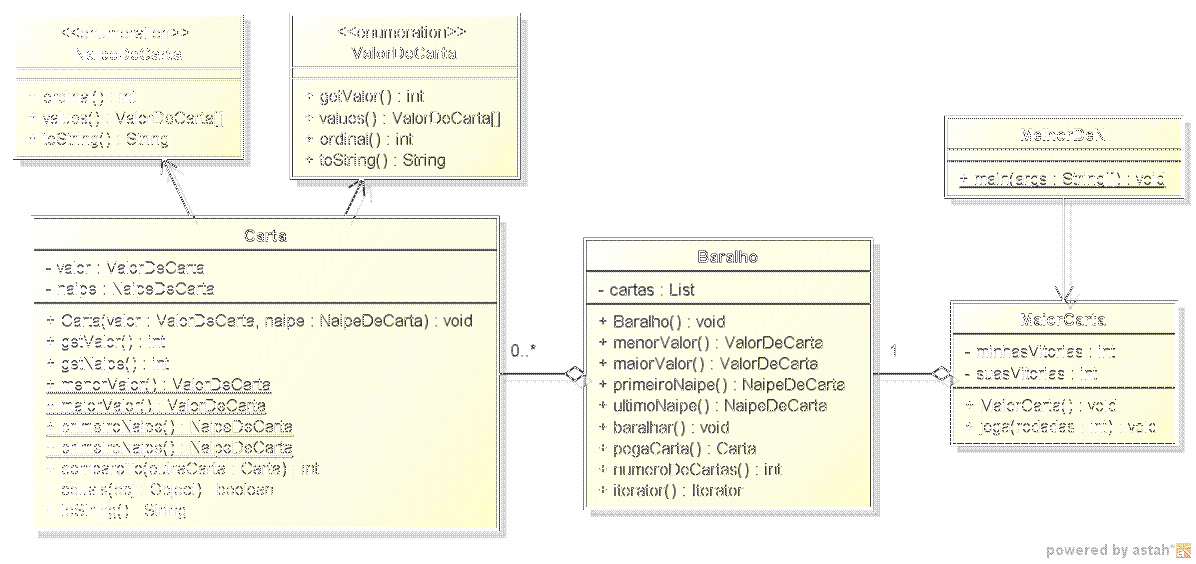 <<enumeration>>
NaipeDeCarta
+ ordinal() : int
+ values() : ValorDeCarta[]
+ toString() : String
<<enumeration>>
ValorDeCarta
+ getValor() : int
+ values() : ValorDeCarta[]
+ ordinal() : int
+ toString() : String
MelhorDeN
+ main(args : String[]) : void
Carta
- valor : ValorDeCarta
- naipe : NaipeDeCarta
+ Carta(valor : ValorDeCarta, naipe : NaipeDeCarta) : void
+ getValor() : int
+ getNaipe() : int
+ menorValor() : ValorDeCarta
+ maiorValor() : ValorDeCarta
+ primeiroNaipe() : NaipeDeCarta
+ primeiroNaipe() : NaipeDeCarta
+ compareTo(outraCarta : Carta) : int
+ equals(obj : Object) : boolean
+ toString() : String
0..*
Baralho
- cartas : List
+ Baralho() : void
+ menorValor() : ValorDeCarta
+ maiorValor() : ValorDeCarta
+ primeiroNaipe() : NaipeDeCarta
+ ultimoNaipe() : NaipeDeCarta
+ baralhar() : void
+ pegaCarta() : Carta
+ numeroDeCartas() : int
+ iterator() : Iterator
1
MaiorCarta
- minhasVitorias : int
- suasVitorias : int
+ MaiorCarta() : void
+ joga(rodadas : int) : void
powered by astah*